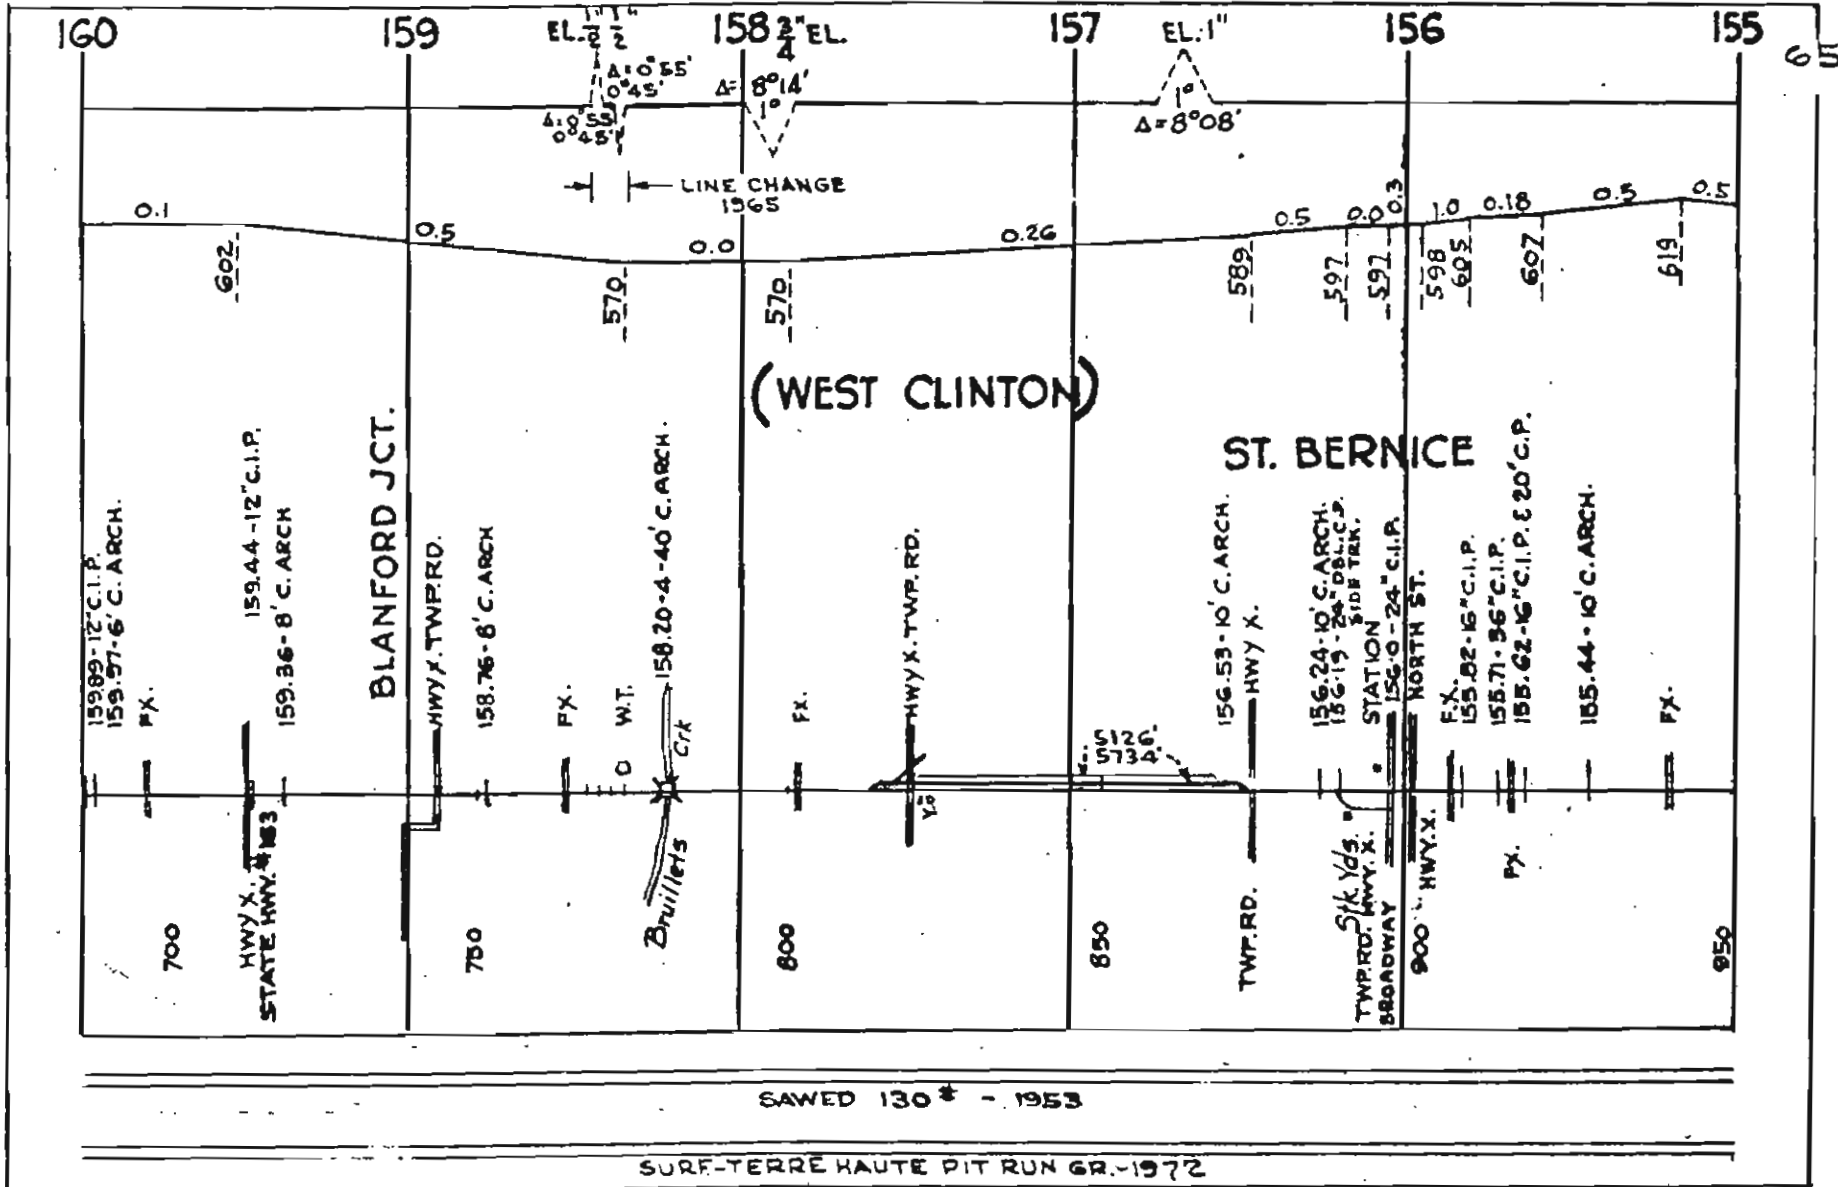 160
159
EL. 1/2" 1/2"
158 3/4" EL.
157
EL. 1"
156
155
Δ=0°55'
0°45'
Δ=0°55'
0°45'
Δ= 8°14'
1°
1°
Δ=8°08'
LINE CHANGE
1965
0.1
0.5
0.0
0.26
0.5
0.0
0.3
1.0
0.18
0.5
0.5
602
570
570
589
597
597
598
605
607
619
(WEST CLINTON)
ST. BERNICE
BLANFORD JCT.
159.89-12"C.I.P.
159.97-6' C. ARCH.
FX.
159.44-12"C.I.P.
159.36-8' C. ARCH
HWY X. TWP. RD.
158.76-8' C. ARCH
FX.
W.T.
158.20-4-40' C. ARCH.
Crk
FX.
HWY X. TWP. RD.
"Y"
5126'
5734'
156.53-10' C. ARCH.
HWY X.
156.24-10' C. ARCH.
156.19-24" DBL. C.P.
SIDE TRK.
STATION
156.0-24" C.I.P.
NORTH ST.
F.X.
155.82-16" C.I.P.
155.71-36" C.I.P.
155.62-16" C.I.P. & 20' C.P.
155.44-10' C. ARCH.
FX.
HWY X.
STATE HWY. #163
Bruillets
TWP. RD.
Stk Yds.
TWP. RD. HWY. X.
BROADWAY
HWY. X.
FX.
700
750
800
850
900
950
SAWED 130# - 1953
SURF-TERRE HAUTE PIT RUN GR.-1972